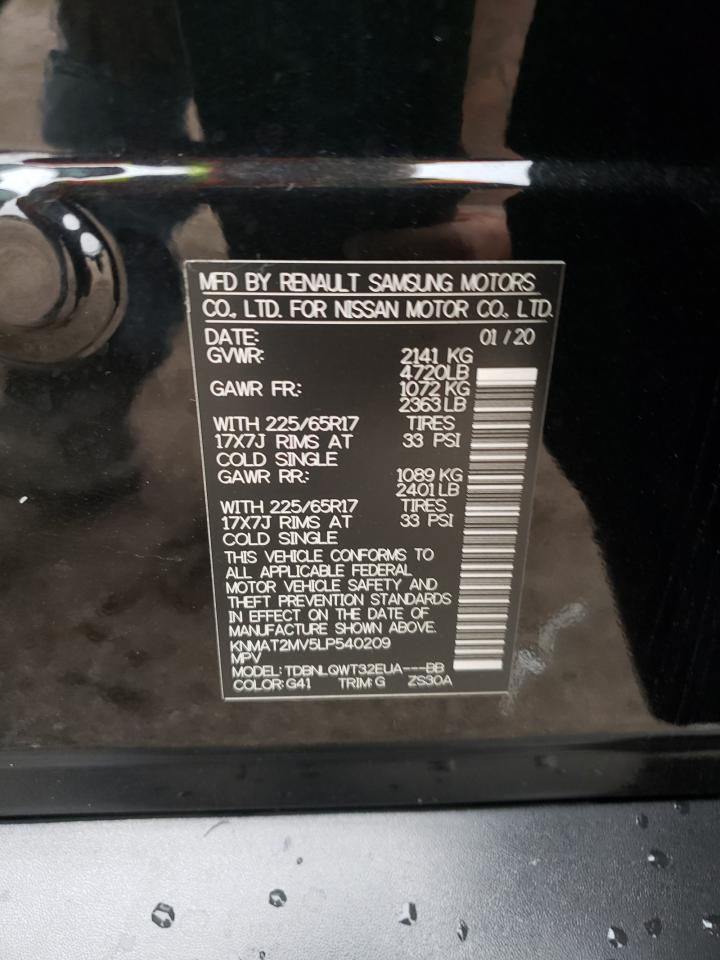 MFD BY RENAULT SAMSUNG MOTORS
CO., LTD. FOR NISSAN MOTOR CO., LTD.
DATE: 01/20
GVWR: 2141 KG
4720LB
GAWR FR: 1072 KG
2363 LB
WITH 225/65R17 TIRES
17X7J RIMS AT 33 PSI
COLD SINGLE
GAWR RR: 1089 KG
2401 LB
WITH 225/65R17 TIRES
17X7J RIMS AT 33 PSI
COLD SINGLE
THIS VEHICLE CONFORMS TO
ALL APPLICABLE FEDERAL
MOTOR VEHICLE SAFETY AND
THEFT PREVENTION STANDARDS
IN EFFECT ON THE DATE OF
MANUFACTURE SHOWN ABOVE.
KNMAT2MV5LP540209
MPV
MODEL: TDBNLQWT32EUA---BB
COLOR: G41 TRIM: G ZS30A